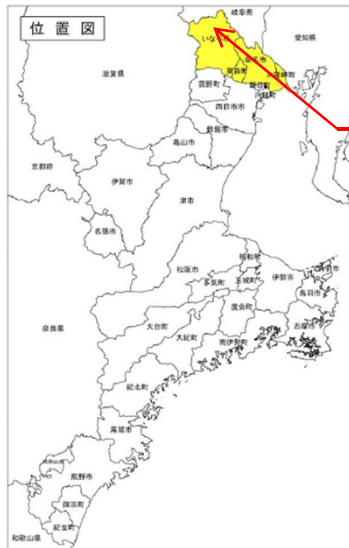 位置図
岐阜県
愛知県
いなべ市
桑名市
東員町
木曽岬町
滋賀県
菰野町
朝日町
川越町
四日市市
鈴鹿市
亀山市
京都府
伊賀市
津市
名張市
松阪市
明和町
伊勢市
多気町
玉城町
鳥羽市
度会町
奈良県
大台町
志摩市
大紀町
南伊勢町
紀北町
尾鷲市
熊野市
御浜町
紀宝町
和歌山県